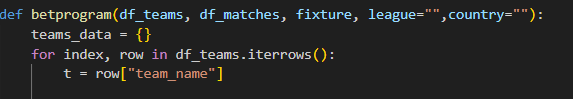 def betprogram(df_teams, df_matches, fixture, league="",country=""):
    teams_data = {}
    for index, row in df_teams.iterrows():
        t = row["team_name"]